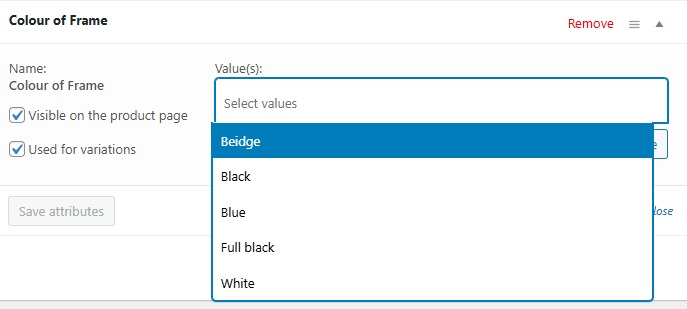 Colour of Frame
Remove
Name:
Colour of Frame
Visible on the product page
Used for variations
Value(s):
Select values
Beidge
Black
Blue
Full black
White
Save attributes